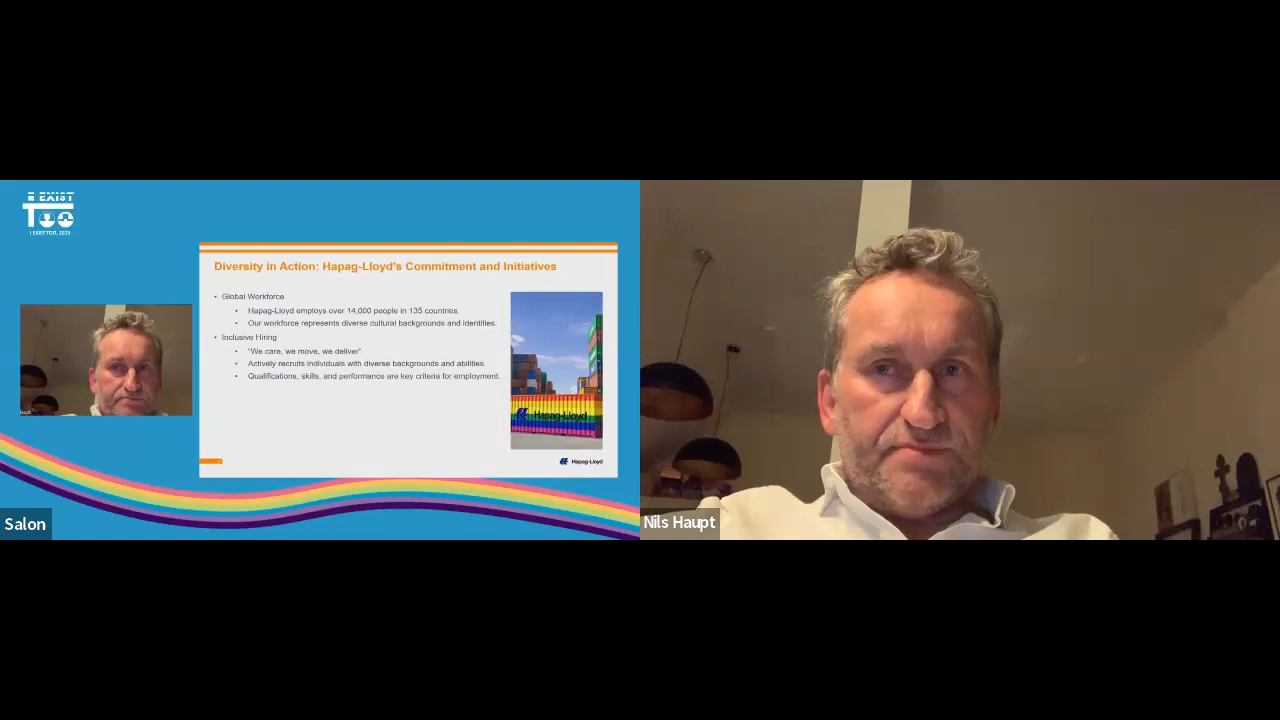 I EXIST
Too
I EXIST TOO, 2023
Diversity in Action: Hapag-Lloyd's Commitment and Initiatives
• Global Workforce
• Hapag-Lloyd employs over 14,000 people in 135 countries.
• Our workforce represents diverse cultural backgrounds and identities.
• Inclusive Hiring
• "We care, we move, we deliver"
• Actively recruits individuals with diverse backgrounds and abilities.
• Qualifications, skills, and performance are key criteria for employment.
Hapag-Lloyd
Hapag-Lloyd
Salon
Nils Haupt